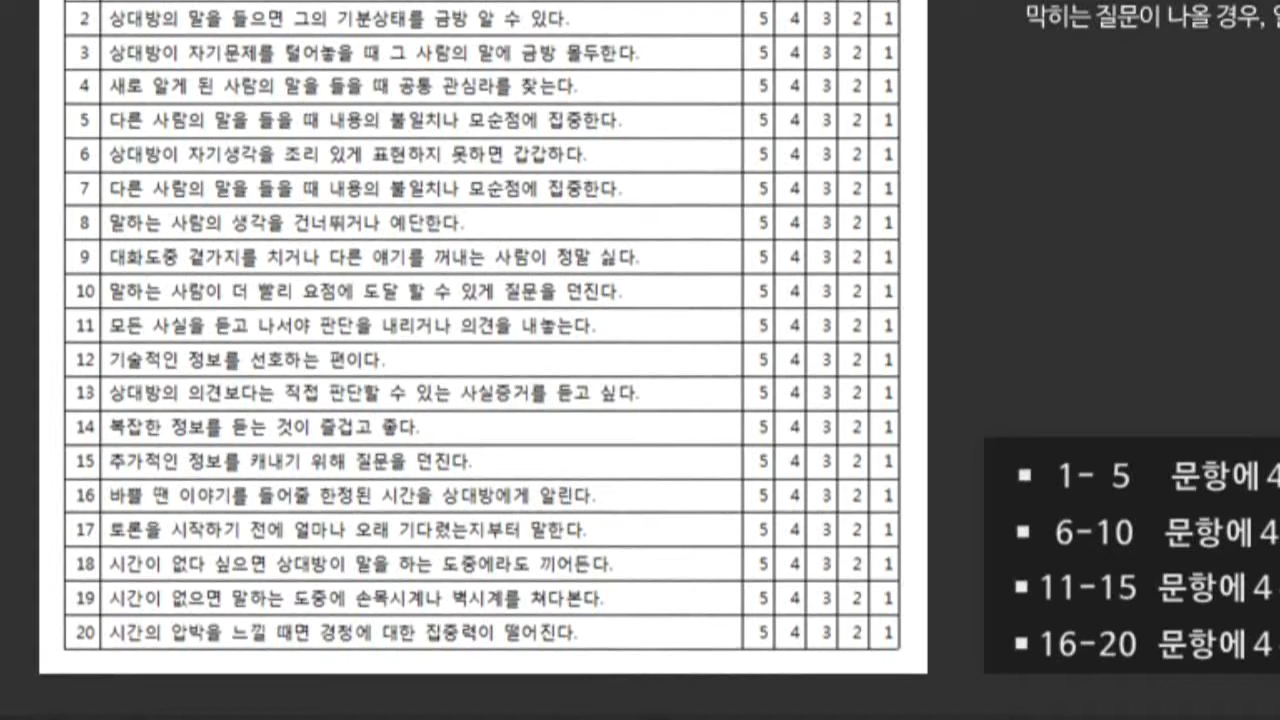 2 상대방의 말을 들으면 그의 기분상태를 금방 알 수 있다. 5 4 3 2 1
3 상대방이 자기문제를 털어놓을 때 그 사람의 말에 금방 몰두한다. 5 4 3 2 1
4 새로 알게 된 사람의 말을 들을 때 공통 관심라를 찾는다. 5 4 3 2 1
5 다른 사람의 말을 들을 때 내용의 불일치나 모순점에 집중한다. 5 4 3 2 1
6 상대방이 자기생각을 조리 있게 표현하지 못하면 갑갑하다. 5 4 3 2 1
7 다른 사람의 말을 들을 때 내용의 불일치나 모순점에 집중한다. 5 4 3 2 1
8 말하는 사람의 생각을 건너뛰거나 예단한다. 5 4 3 2 1
9 대화도중 곁가지를 치거나 다른 얘기를 꺼내는 사람이 정말 싫다. 5 4 3 2 1
10 말하는 사람이 더 빨리 요점에 도달 할 수 있게 질문을 던진다. 5 4 3 2 1
11 모든 사실을 듣고 나서야 판단을 내리거나 의견을 내놓는다. 5 4 3 2 1
12 기술적인 정보를 선호하는 편이다. 5 4 3 2 1
13 상대방의 의견보다는 직접 판단할 수 있는 사실증거를 듣고 싶다. 5 4 3 2 1
14 복잡한 정보를 듣는 것이 즐겁고 좋다. 5 4 3 2 1
15 추가적인 정보를 캐내기 위해 질문을 던진다. 5 4 3 2 1
16 바쁠 땐 이야기를 들어줄 한정된 시간을 상대방에게 알린다. 5 4 3 2 1
17 토론을 시작하기 전에 얼마나 오래 기다렸는지부터 말한다. 5 4 3 2 1
18 시간이 없다 싶으면 상대방이 말을 하는 도중에라도 끼어든다. 5 4 3 2 1
19 시간이 없으면 말하는 도중에 손목시계나 벽시계를 쳐다본다. 5 4 3 2 1
20 시간의 압박을 느낄 때면 경청에 대한 집중력이 떨어진다. 5 4 3 2 1
막히는 질문이 나올 경우,
▪ 1- 5 문항에 4
▪ 6-10 문항에 4
▪ 11-15 문항에 4
▪ 16-20 문항에 4